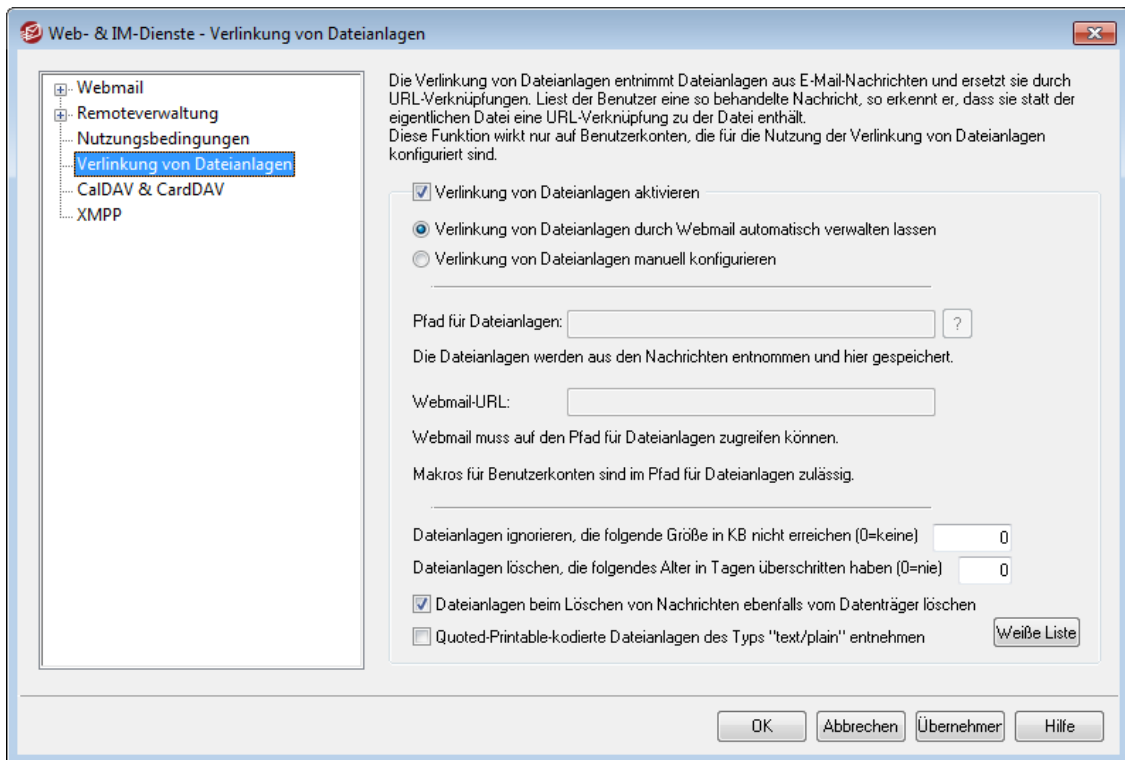 Web- & IM-Dienste - Verlinkung von Dateianlagen
Webmail
Remoteverwaltung
Nutzungsbedingungen
Verlinkung von Dateianlagen
CalDAV & CardDAV
XMPP
Die Verlinkung von Dateianlagen entnimmt Dateianlagen aus E-Mail-Nachrichten und ersetzt sie durch
URL-Verknüpfungen. Liest der Benutzer eine so behandelte Nachricht, so erkennt er, dass sie statt der
eigentlichen Datei eine URL-Verknüpfung zu der Datei enthält.
Diese Funktion wirkt nur auf Benutzerkonten, die für die Nutzung der Verlinkung von Dateianlagen
konfiguriert sind.
Verlinkung von Dateianlagen aktivieren
Verlinkung von Dateianlagen durch Webmail automatisch verwalten lassen
Verlinkung von Dateianlagen manuell konfigurieren
Pfad für Dateianlagen: ?
Die Dateianlagen werden aus den Nachrichten entnommen und hier gespeichert.
Webmail-URL:
Webmail muss auf den Pfad für Dateianlagen zugreifen können.
Makros für Benutzerkonten sind im Pfad für Dateianlagen zulässig.
Dateianlagen ignorieren, die folgende Größe in KB nicht erreichen (0=keine) 0
Dateianlagen löschen, die folgendes Alter in Tagen überschritten haben (0=nie) 0
Dateianlagen beim Löschen von Nachrichten ebenfalls vom Datenträger löschen
Quoted-Printable-kodierte Dateianlagen des Typs "text/plain" entnehmen Weiße Liste
OK Abbrechen Übernehmer Hilfe